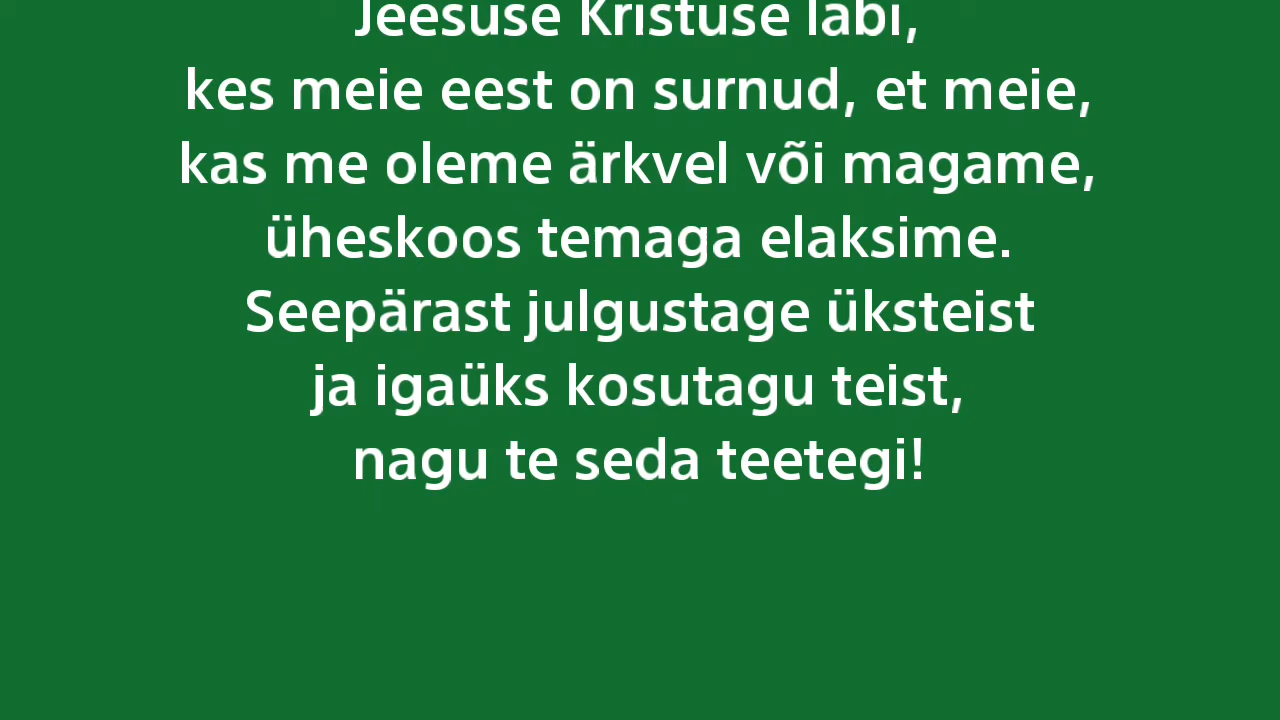 Jeesuse Kristuse läbi,
kes meie eest on surnud, et meie,
kas me oleme ärkvel või magame,
üheskoos temaga elaksime.
Seepärast julgustage üksteist
ja igaüks kosutagu teist,
nagu te seda teetegi!